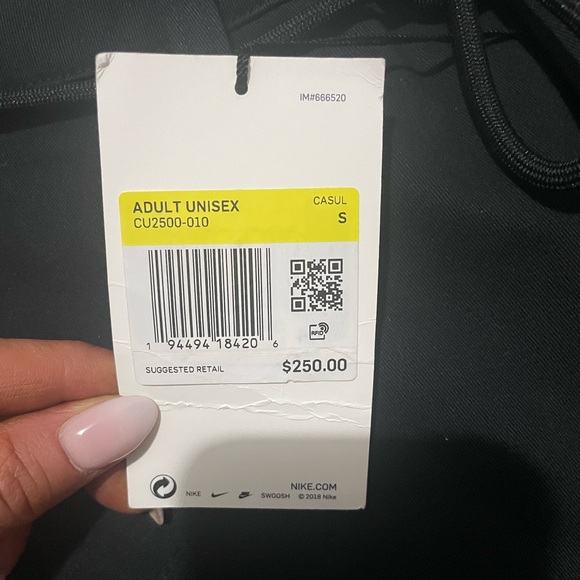 IM#666520
ADULT UNISEX CASUL
CU2500-010 S
1 94494 18420 6
RFID
SUGGESTED RETAIL $250.00
NIKE.COM
NIKE SWOOSH © 2018 Nike